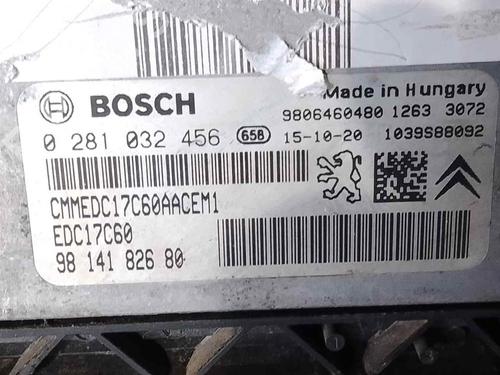 Made in Hungary
BOSCH
9806460480 1263 3072
0 281 032 456 65B 15-10-20 1039S88092
CMMEDC17C60AACEM1
EDC17C60
98 141 826 80